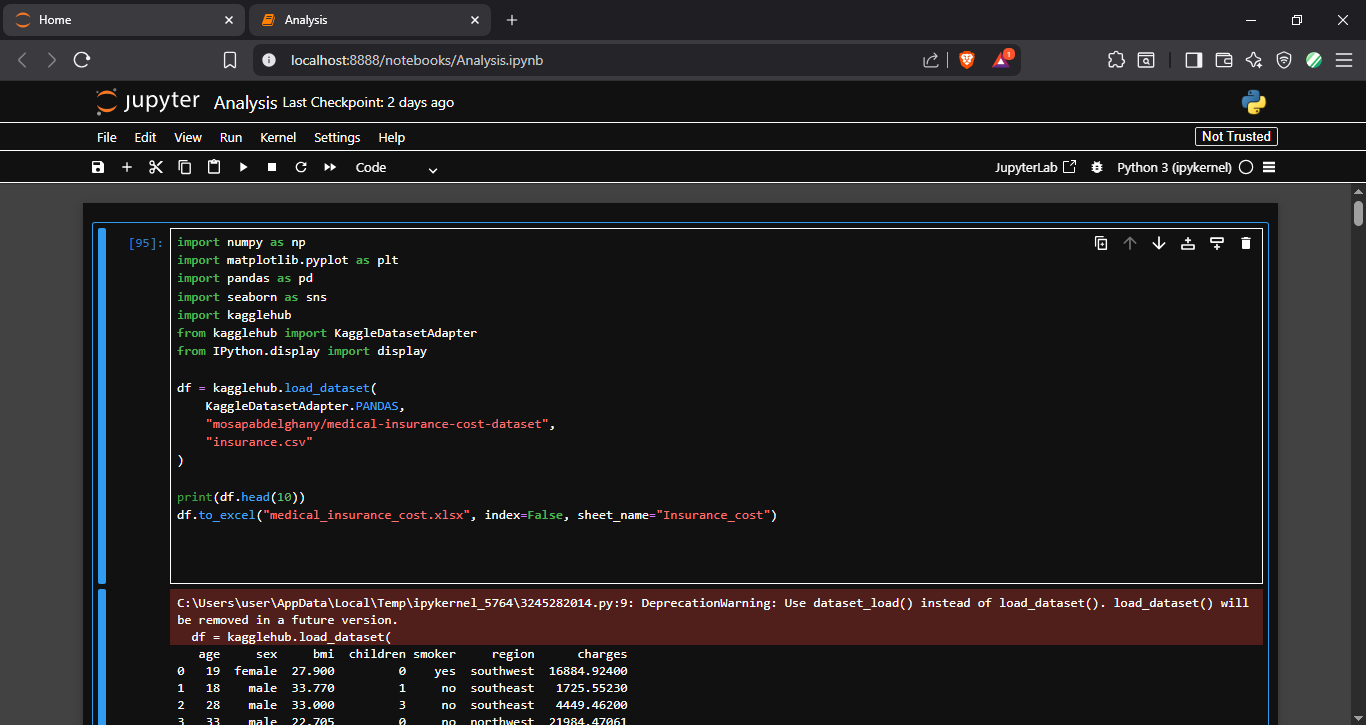 Home
Analysis
localhost:8888/notebooks/Analysis.ipynb
1
jupyter Analysis Last Checkpoint: 2 days ago
File Edit View Run Kernel Settings Help
Not Trusted
Code
JupyterLab
Python 3 (ipykernel)
[95]:
import numpy as np
import matplotlib.pyplot as plt
import pandas as pd
import seaborn as sns
import kagglehub
from kagglehub import KaggleDatasetAdapter
from IPython.display import display
df = kagglehub.load_dataset(
    KaggleDatasetAdapter.PANDAS,
    "mosapabdelghany/medical-insurance-cost-dataset",
    "insurance.csv"
)
print(df.head(10))
df.to_excel("medical_insurance_cost.xlsx", index=False, sheet_name="Insurance_cost")
C:\Users\user\AppData\Local\Temp\ipykernel_5764\3245282014.py:9: DeprecationWarning: Use dataset_load() instead of load_dataset(). load_dataset() will
be removed in a future version.
  df = kagglehub.load_dataset(
   age     sex     bmi  children smoker     region      charges
0   19  female  27.900         0    yes  southwest  16884.92400
1   18    male  33.770         1     no  southeast   1725.55230
2   28    male  33.000         3     no  southeast   4449.46200
3   33    male  22.705         0     no  northwest  21984.47061